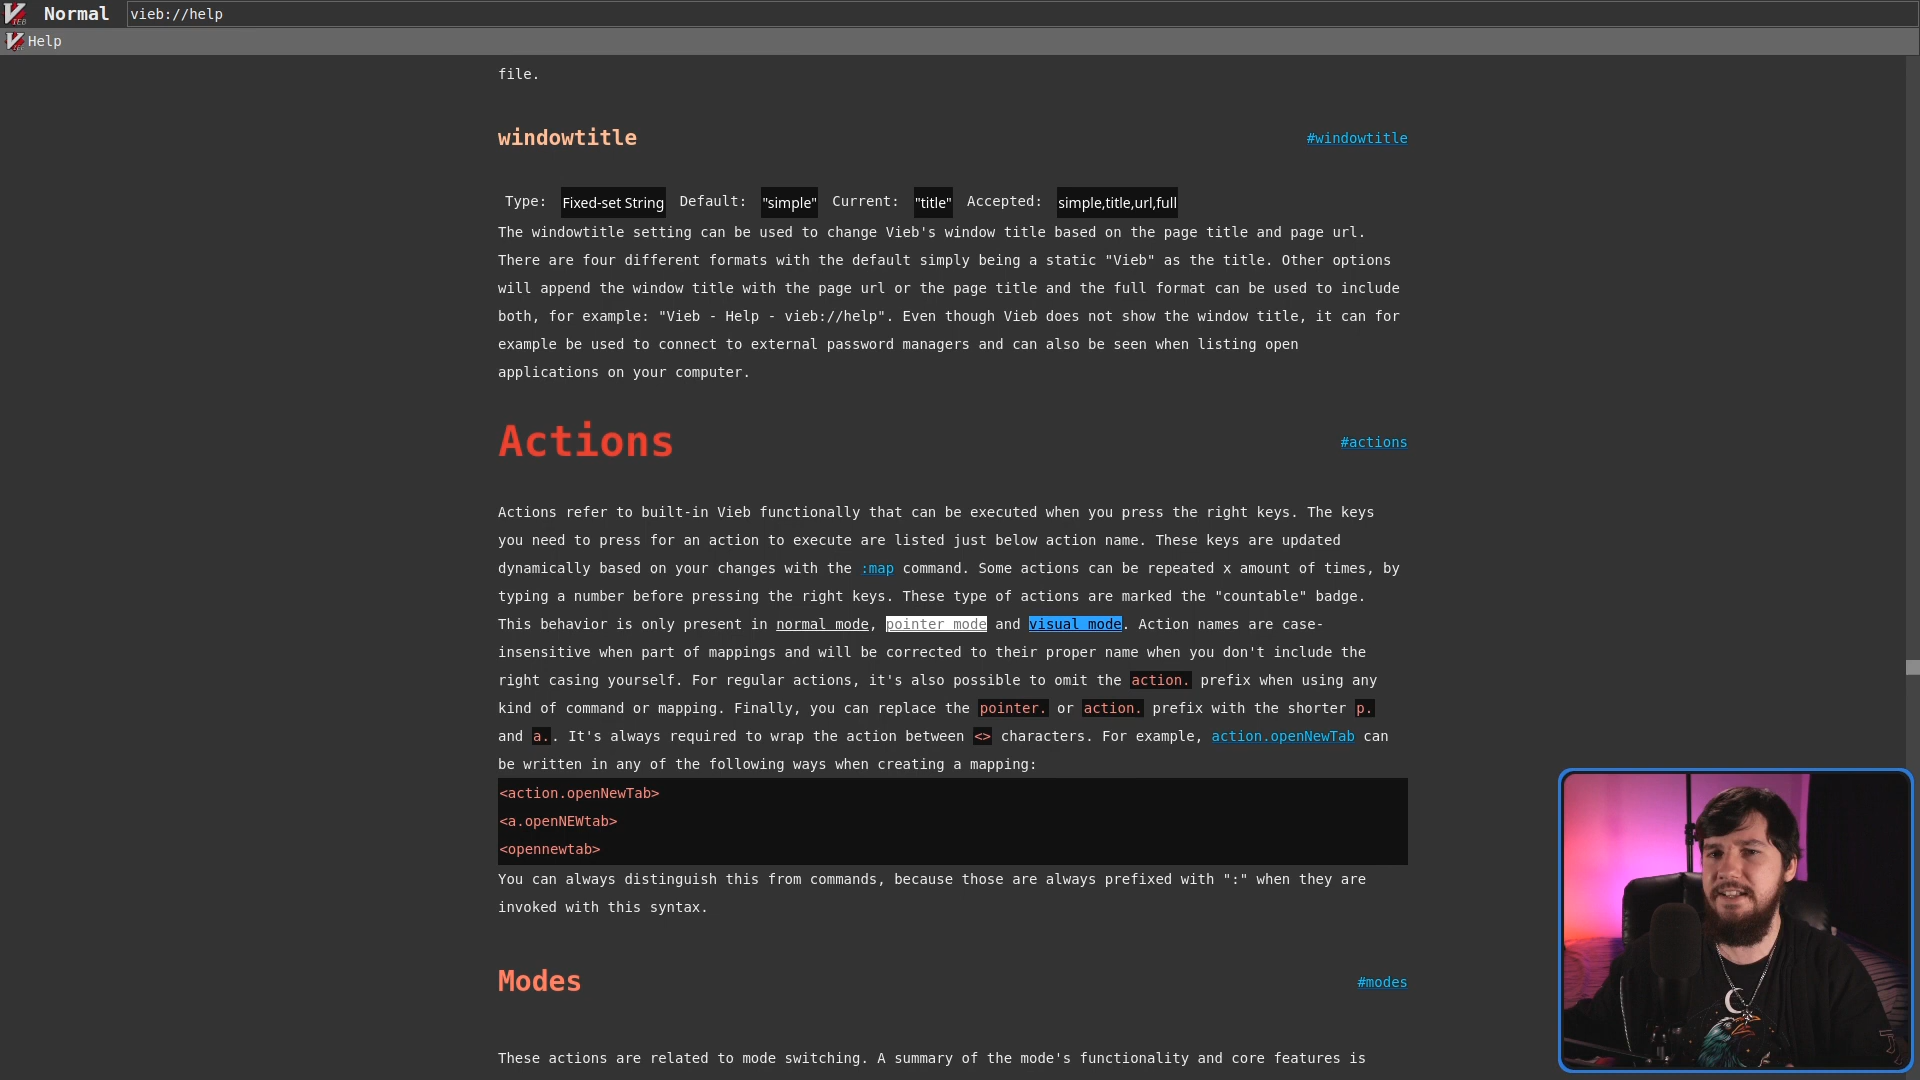 Normal vieb://help
Help
file.
windowtitle #windowtitle
Type: Fixed-set String Default: "simple" Current: "title" Accepted: simple,title,url,full
The windowtitle setting can be used to change Vieb's window title based on the page title and page url.
There are four different formats with the default simply being a static "Vieb" as the title. Other options
will append the window title with the page url or the page title and the full format can be used to include
both, for example: "Vieb - Help - vieb://help". Even though Vieb does not show the window title, it can for
example be used to connect to external password managers and can also be seen when listing open
applications on your computer.
Actions #actions
Actions refer to built-in Vieb functionally that can be executed when you press the right keys. The keys
you need to press for an action to execute are listed just below action name. These keys are updated
dynamically based on your changes with the :map command. Some actions can be repeated x amount of times, by
typing a number before pressing the right keys. These type of actions are marked the "countable" badge.
This behavior is only present in normal mode, pointer mode and visual mode. Action names are case-
insensitive when part of mappings and will be corrected to their proper name when you don't include the
right casing yourself. For regular actions, it's also possible to omit the action. prefix when using any
kind of command or mapping. Finally, you can replace the pointer. or action. prefix with the shorter p.
and a.. It's always required to wrap the action between <> characters. For example, action.openNewTab can
be written in any of the following ways when creating a mapping:
<action.openNewTab>
<a.openNEWtab>
<opennewtab>
You can always distinguish this from commands, because those are always prefixed with ":" when they are
invoked with this syntax.
Modes #modes
These actions are related to mode switching. A summary of the mode's functionality and core features is